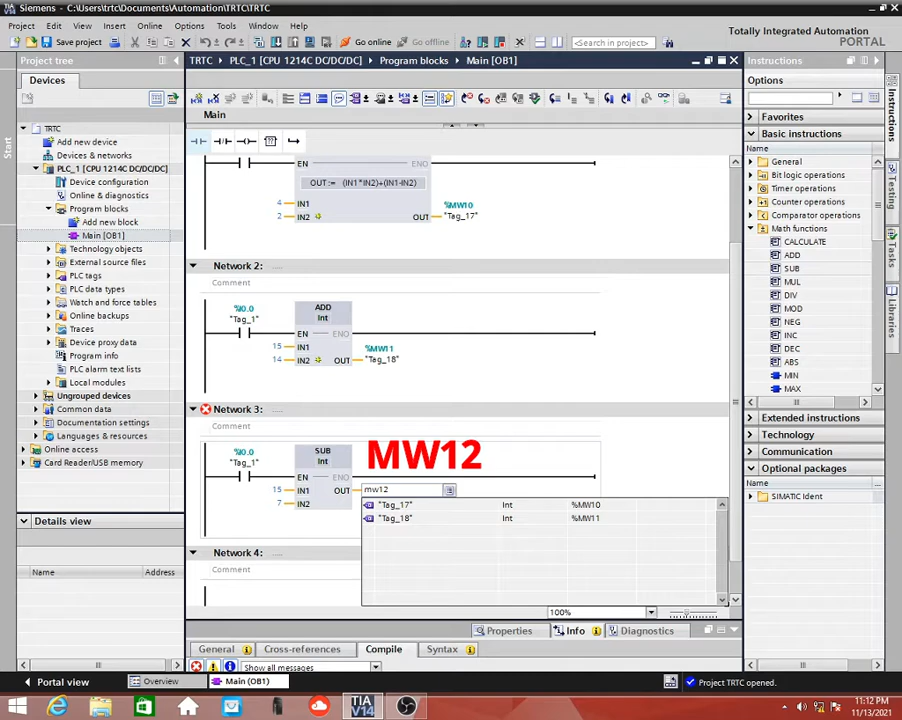 Siemens - C:\Users\trtc\Documents\Automation\TRTC\TRTC
Project Edit View Insert Online Options Tools Window Help
Totally Integrated Automation
PORTAL
Save project
Go online
Go offline
<Search in project>
Project tree
TRTC ▸ PLC_1 [CPU 1214C DC/DC/DC] ▸ Program blocks ▸ Main [OB1]
Instructions
Devices
Options
Start
Add new device
Devices & networks
PLC_1 [CPU 1214C DC/DC/DC]
Device configuration
Online & diagnostics
Program blocks
Add new block
Main [OB1]
Technology objects
External source files
PLC tags
PLC data types
Watch and force tables
Online backups
Traces
Device proxy data
Program info
PLC alarm text lists
Local modules
Ungrouped devices
Common data
Documentation settings
Languages & resources
Online access
Card Reader/USB memory
Details view
Name Address
Main
EN ENO
OUT := (IN1*IN2)+(IN1-IN2)
4 IN1
2 IN2 OUT
%MW10
"Tag_17"
Network 2: .....
Comment
%I0.0
"Tag_1"
ADD
Int
EN ENO
15 IN1
14 IN2 OUT
%MW11
"Tag_18"
Network 3: .....
Comment
%I0.0
"Tag_1"
SUB
Int
MW12
EN ENO
15 IN1 OUT mw12
7 IN2
"Tag_17" Int %MW10
"Tag_18" Int %MW11
Network 4: .....
Comment
100%
Properties Info Diagnostics
General Cross-references Compile Syntax
Show all messages
Favorites
Basic instructions
Name
General
Bit logic operations
Timer operations
Counter operations
Comparator operations
Math functions
CALCULATE
ADD
SUB
MUL
DIV
MOD
NEG
INC
DEC
ABS
MIN
MAX
Extended instructions
Technology
Communication
Optional packages
Name
SIMATIC Ident
Instructions
Testing
Tasks
Libraries
Portal view
Overview
Main (OB1)
Project TRTC opened.
TIA
V14
11:12 PM
11/13/2021